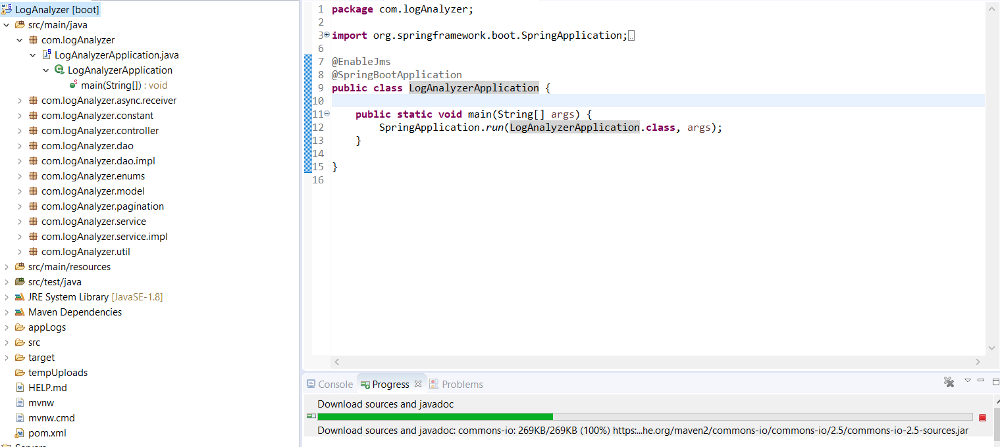 LogAnalyzer [boot]
src/main/java
com.logAnalyzer
LogAnalyzerApplication.java
LogAnalyzerApplication
main(String[]) : void
com.logAnalyzer.async.receiver
com.logAnalyzer.constant
com.logAnalyzer.controller
com.logAnalyzer.dao
com.logAnalyzer.dao.impl
com.logAnalyzer.enums
com.logAnalyzer.model
com.logAnalyzer.pagination
com.logAnalyzer.service
com.logAnalyzer.service.impl
com.logAnalyzer.util
src/main/resources
src/test/java
JRE System Library [JavaSE-1.8]
Maven Dependencies
appLogs
src
target
tempUploads
HELP.md
mvnw
mvnw.cmd
pom.xml
Servers
1 package com.logAnalyzer;
2
3 import org.springframework.boot.SpringApplication;
6
7 @EnableJms
8 @SpringBootApplication
9 public class LogAnalyzerApplication {
10
11 public static void main(String[] args) {
12 SpringApplication.run(LogAnalyzerApplication.class, args);
13 }
14
15 }
16
Console Progress Problems
Download sources and javadoc
Download sources and javadoc: commons-io: 269KB/269KB (100%) https:...he.org/maven2/commons-io/commons-io/2.5/commons-io-2.5-sources.jar